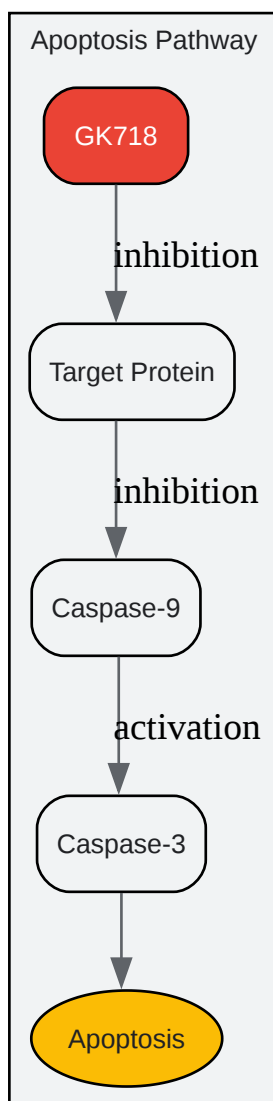 Apoptosis Pathway
GK718
inhibition
Target Protein
inhibition
Caspase-9
activation
Caspase-3
Apoptosis